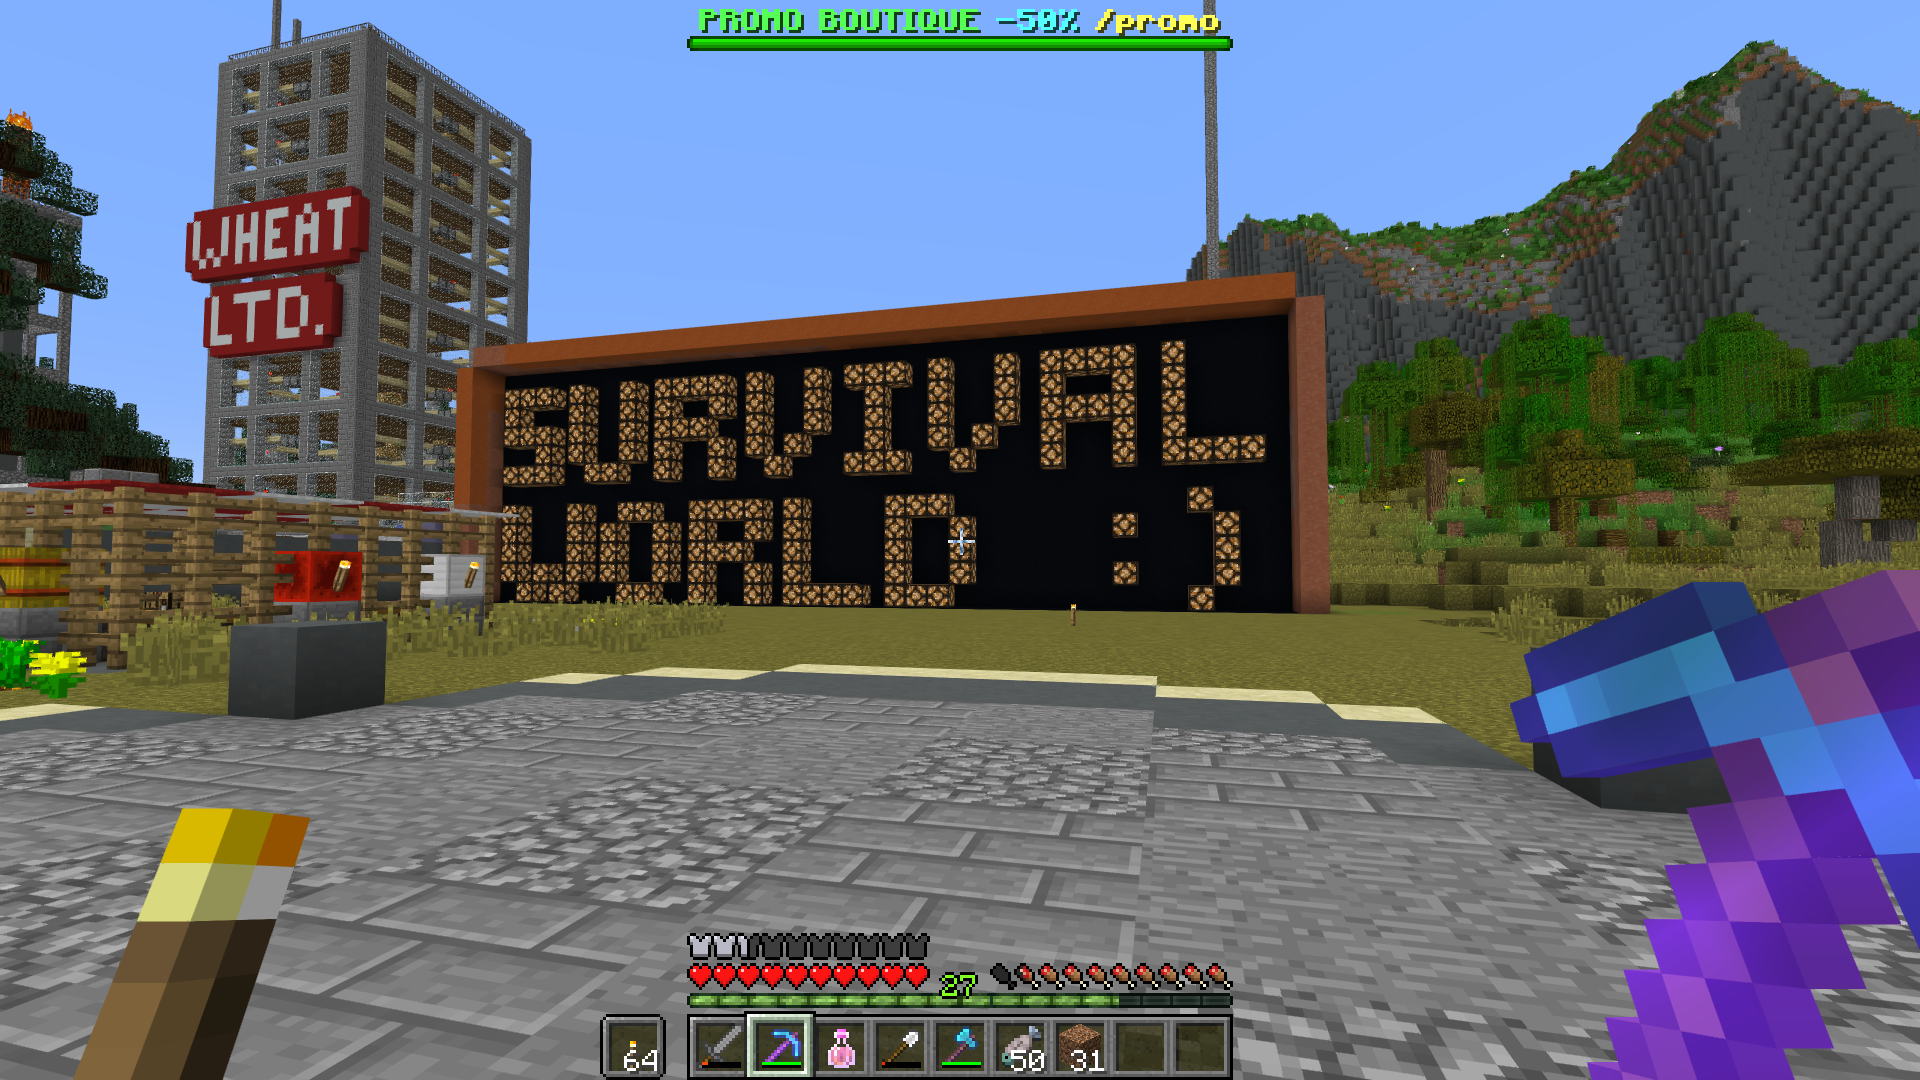 PROMO BOUTIQUE -50% /promo
WHEAT
LTD.
SURVIVAL
WORLD :)
27
64
50
31